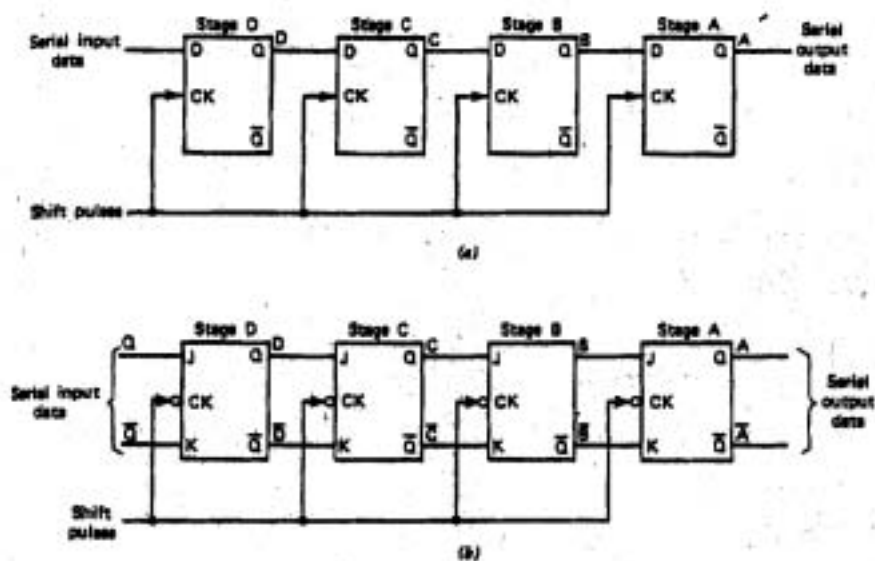 Stage D Stage C Stage B Stage A
Serial input data
D Q D D Q C D Q B D Q A
Serial output data
CK CK CK CK
Q̅ Q̅ Q̅ Q̅
Shift pulses
(a)
Stage D Stage C Stage B Stage A
Q J Q D J Q C J Q B J Q A
Serial input data
CK CK CK CK
Serial output data
Q̅ K Q̅ D̅ K Q̅ C̅ K Q̅ B̅ K Q̅ A̅
Shift pulses
(b)